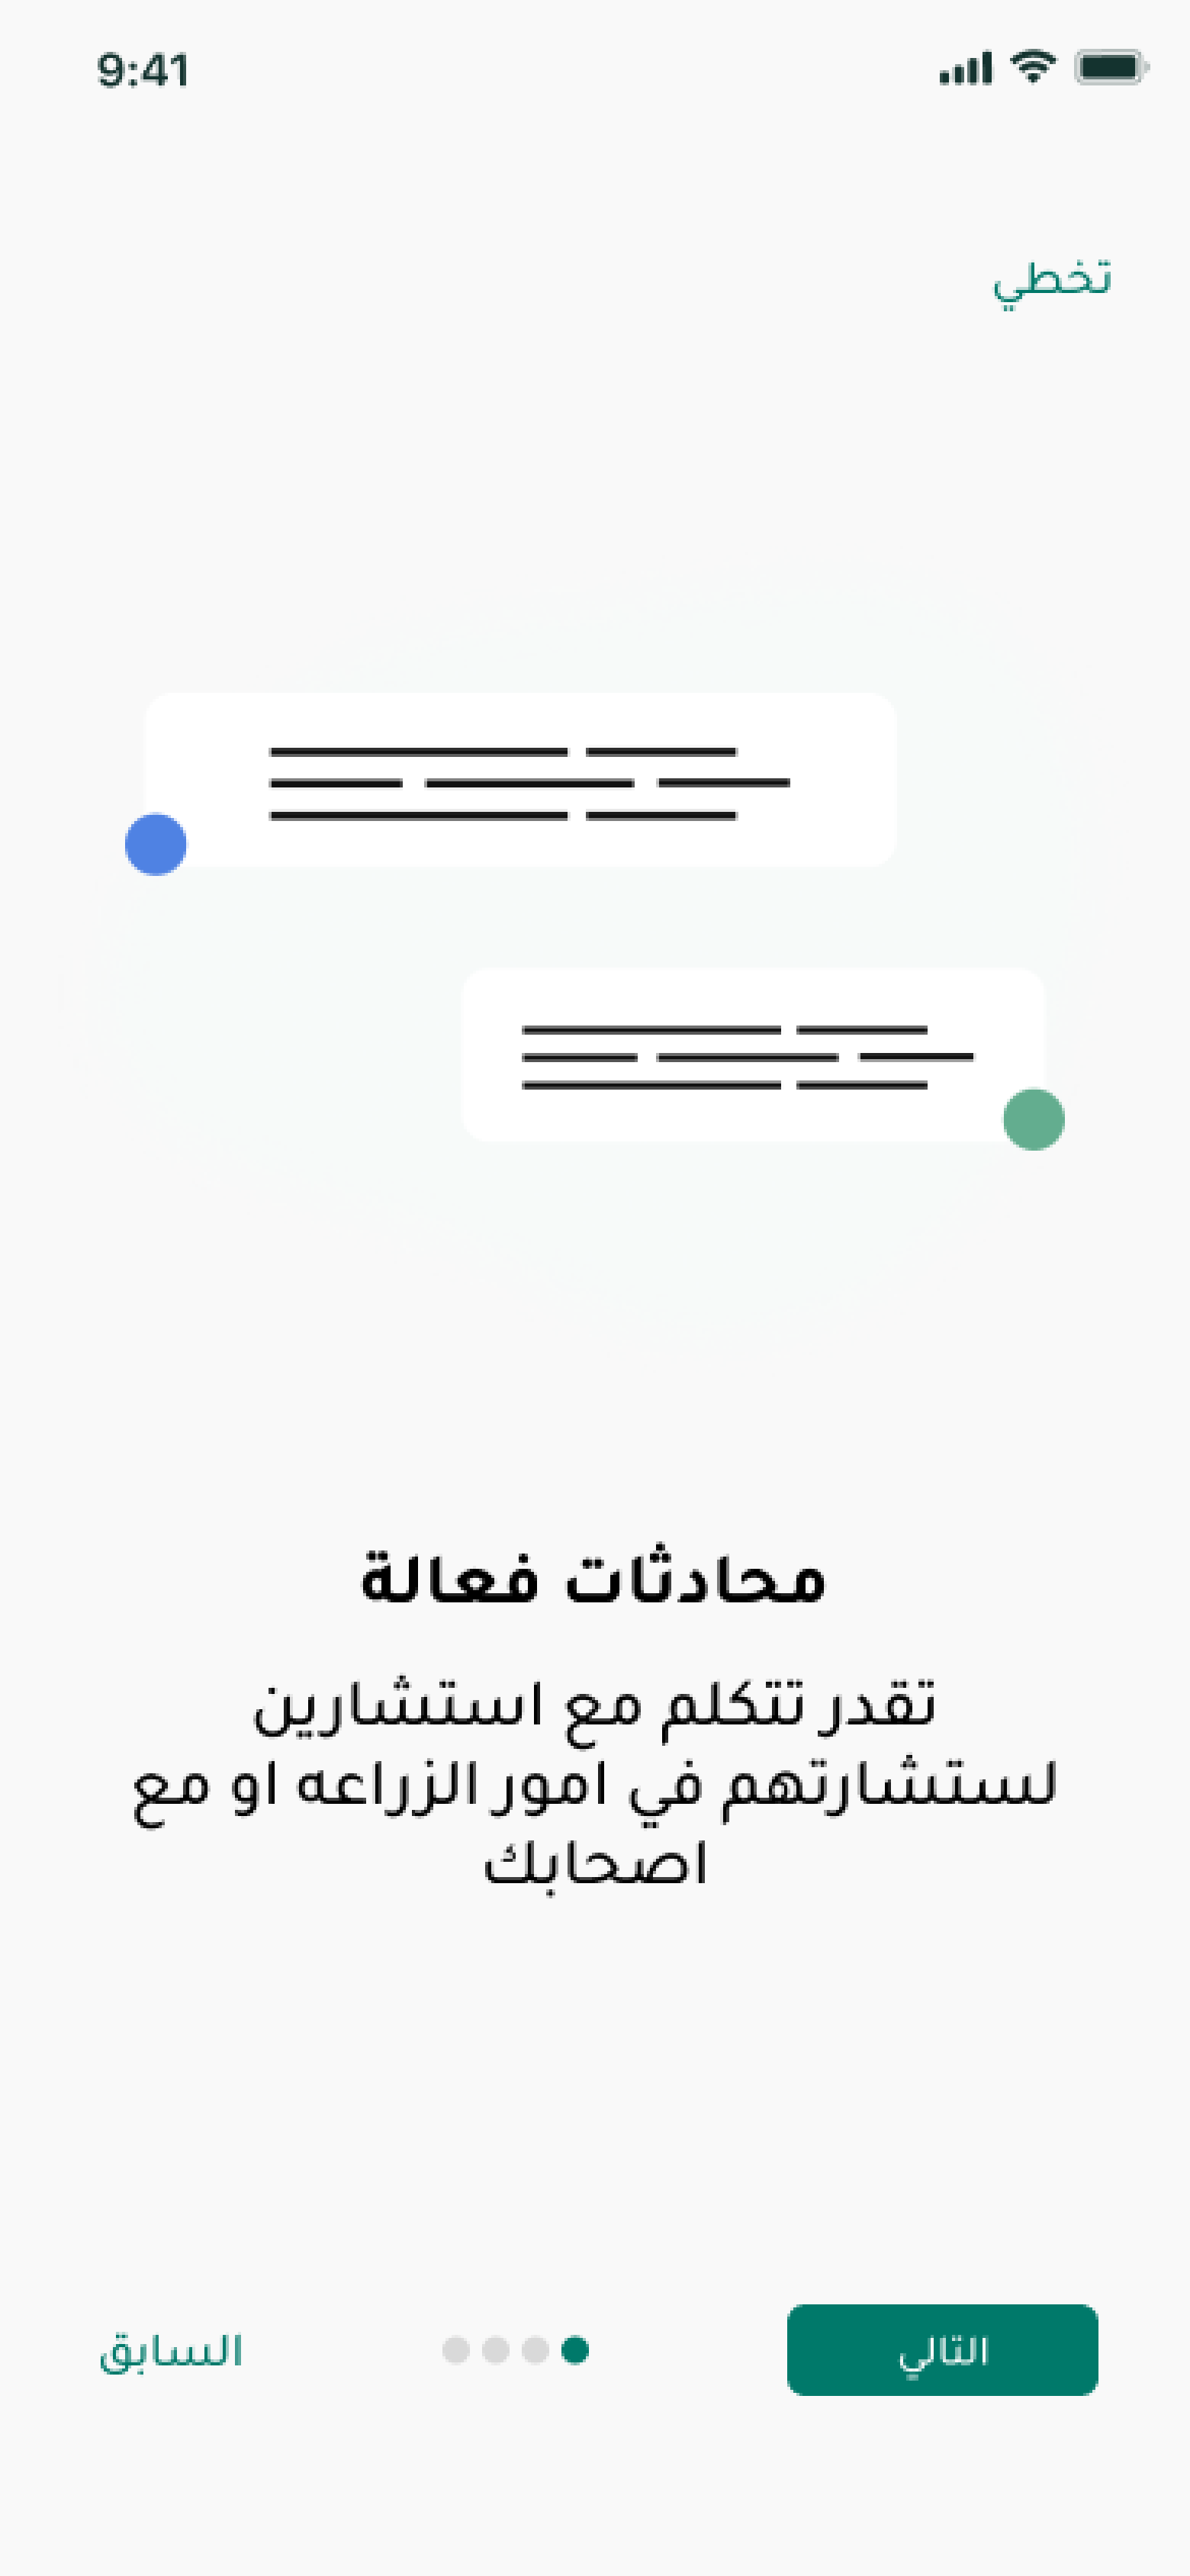 9:41
تخطي
محادثات فعالة
تقدر تتكلم مع استشارين
لستشارتهم في امور الزراعه او مع
اصحابك
التالي
السابق